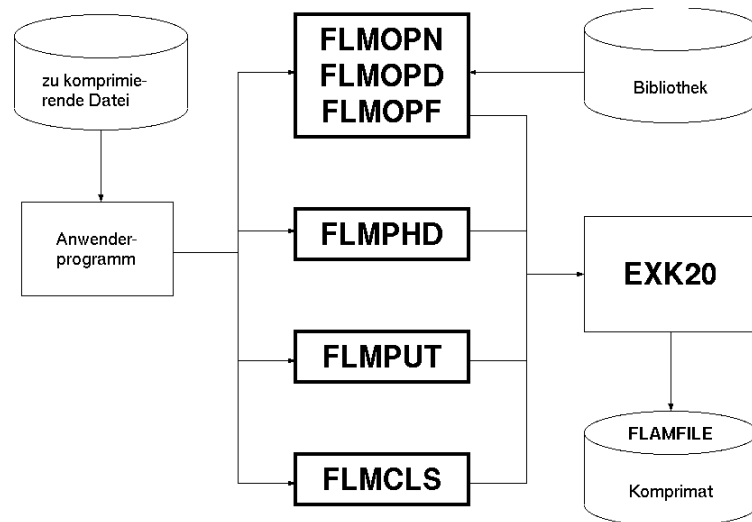 zu komprimie-
rende Datei
FLMOPN
FLMOPD
FLMOPF
Bibliothek
Anwender-
programm
FLMPHD
EXK20
FLMPUT
FLMCLS
FLAMFILE
Komprimat